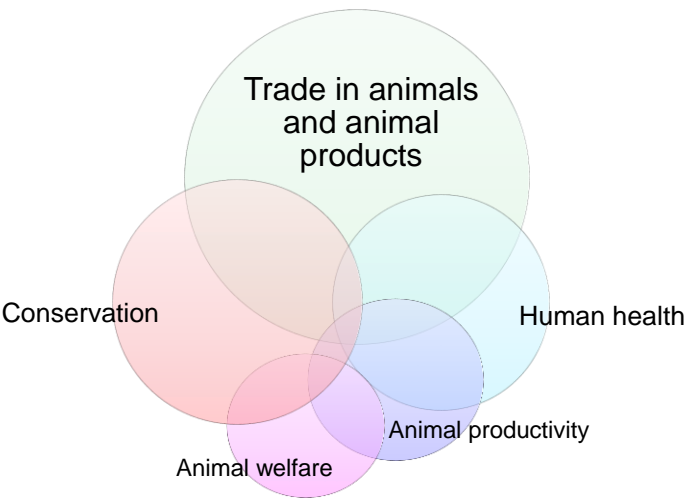 Trade in animals
and animal
products
Conservation
Human health
Animal productivity
Animal welfare